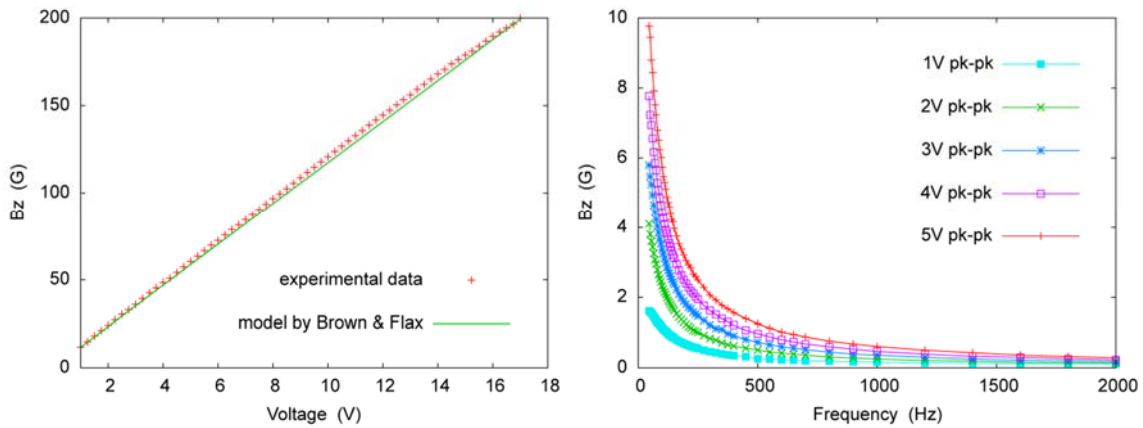 200
150
100
50
0
Bz (G)
2 4 6 8 10 12 14 16 18
Voltage (V)
experimental data
model by Brown & Flax
10
8
6
4
2
0
Bz (G)
0 500 1000 1500 2000
Frequency (Hz)
1V pk-pk
2V pk-pk
3V pk-pk
4V pk-pk
5V pk-pk